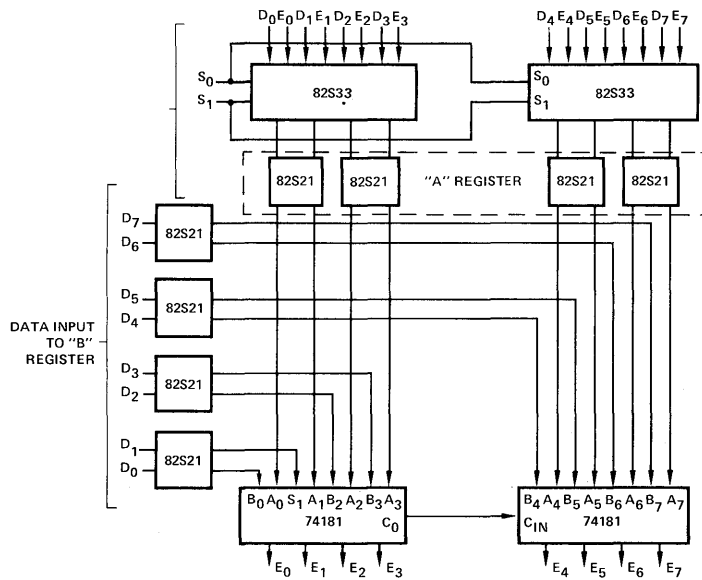 D0 E0 D1 E1 D2 E2 D3 E3
D4 E4 D5 E5 D6 E6 D7 E7
S0
S1
82S33
S0
S1
82S33
82S21
82S21
"A" REGISTER
82S21
82S21
D7
D6
82S21
D5
D4
82S21
DATA INPUT
TO "B"
REGISTER
D3
D2
82S21
D1
D0
82S21
B0 A0 S1 A1 B2 A2 B3 A3
74181
C0
B4 A4 B5 A5 B6 A6 B7 A7
CIN
74181
E0 E1 E2 E3
E4 E5 E6 E7